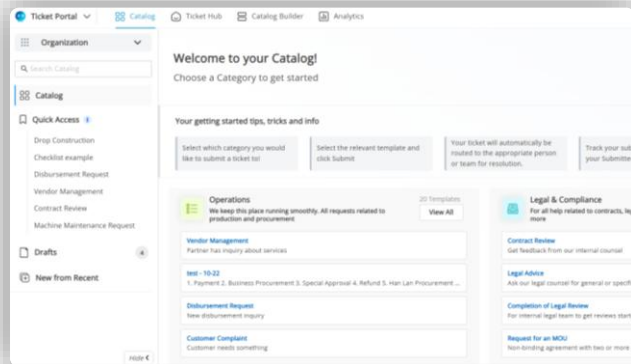 Ticket Portal
Catalog
Ticket Hub
Catalog Builder
Analytics
Organization
Search Catalog
Catalog
Quick Access
Drop Construction
Checklist example
Disbursement Request
Vendor Management
Contract Review
Machine Maintenance Request
Drafts
4
New from Recent
Hide
Welcome to your Catalog!
Choose a Category to get started
Your getting started tips, tricks and info
Select which category you would
like to submit a ticket to!
Select the relevant template and
click Submit
Your ticket will automatically be
routed to the appropriate person
or team for resolution.
Track your sub
your Submitte
Operations
We keep this place running smoothly. All requests related to
production and procurement
20 Templates
View All
Vendor Management
Partner has inquiry about services
test - 10-22
1. Payment 2. Business Procurement 3. Special Approval 4. Refund 5. Han Lan Procurement ...
Disbursement Request
New disbursement inquiry
Customer Complaint
Customer needs something
Legal & Compliance
For all help related to contracts, leg
more
Contract Review
Get feedback from our internal counsel
Legal Advice
Ask our legal counsel for general or specifi
Completion of Legal Review
For internal legal team to get reviews start
Request for an MOU
Non-binding agreement with two or more